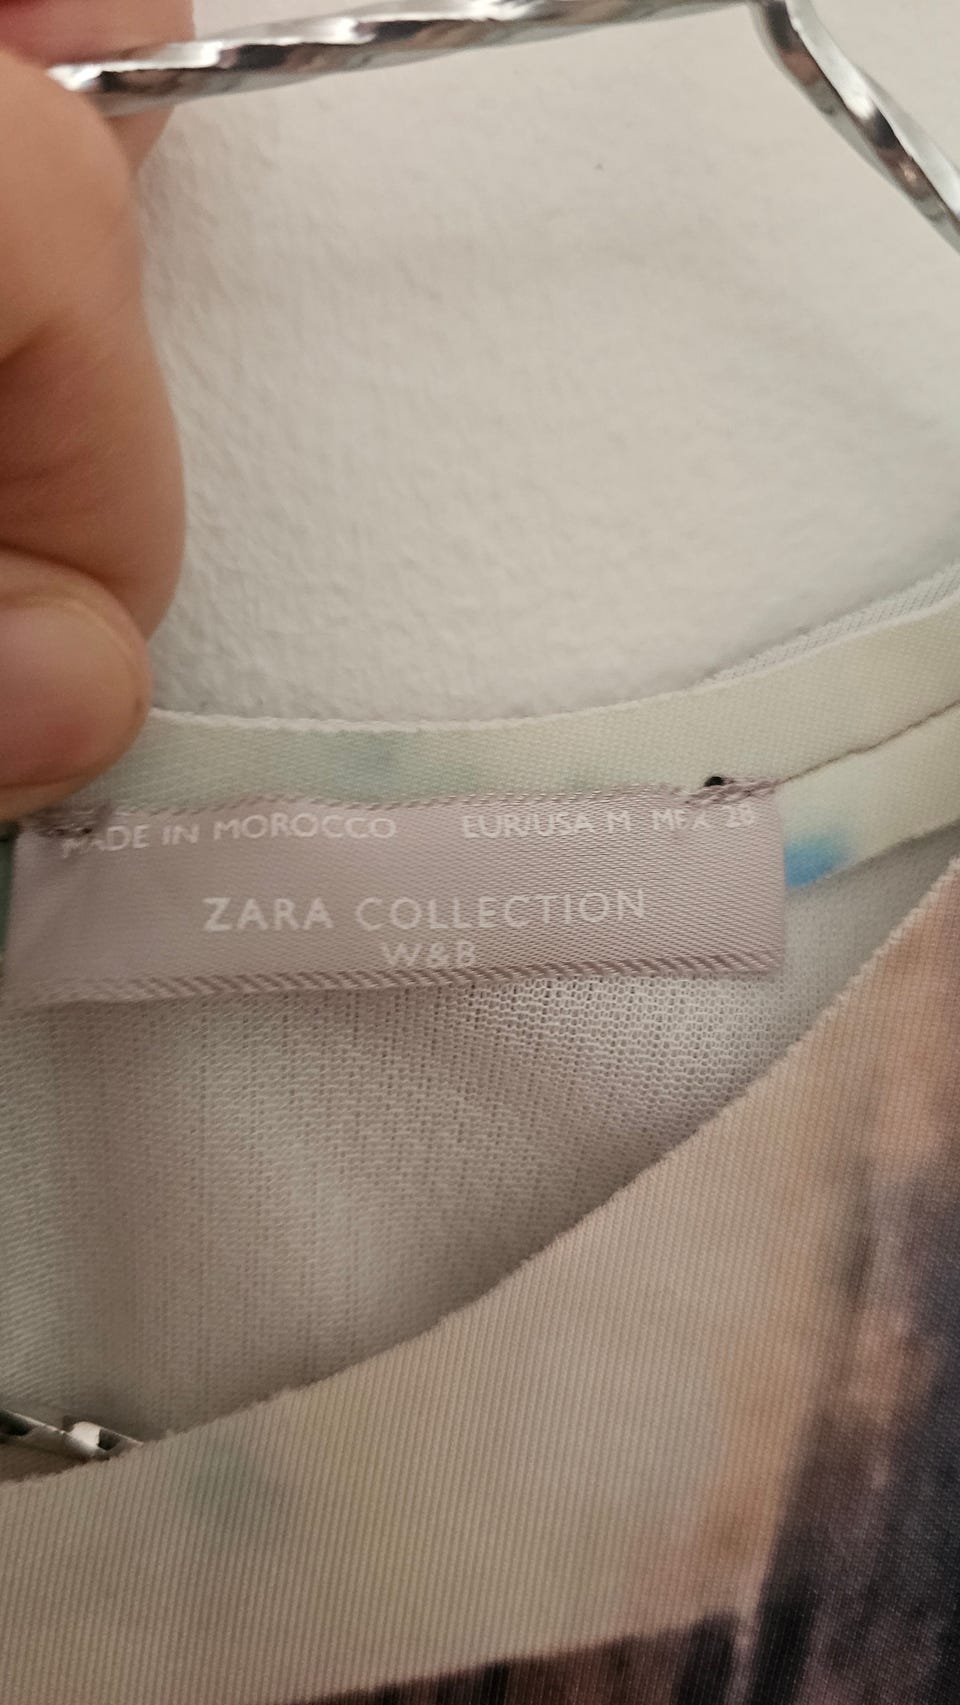 MADE IN MOROCCO EUR/USA M MEX 28
ZARA COLLECTION
W&B